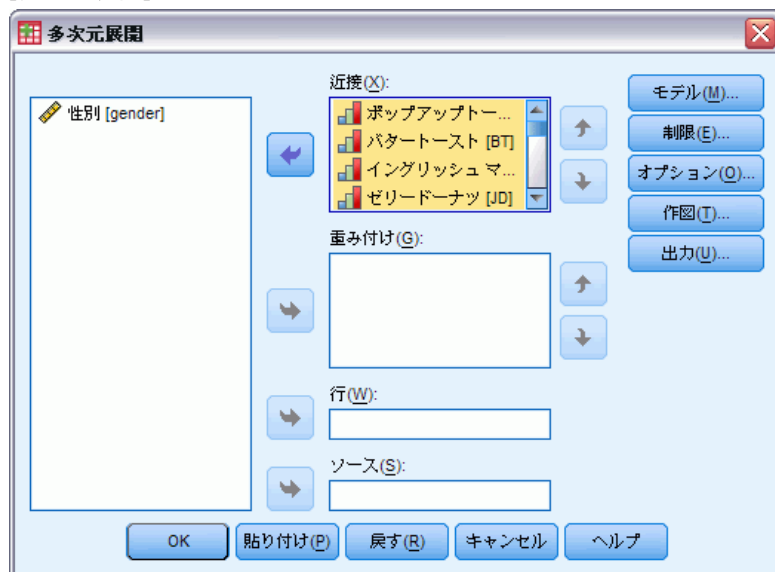 多次元展開
性別 [gender]
近接(X):
ポップアップトー...
バタートースト [BT]
イングリッシュ マ...
ゼリードーナツ [JD]
重み付け(G):
行(W):
ソース(S):
モデル(M)...
制限(E)...
オプション(O)...
作図(T)...
出力(U)...
OK
貼り付け(P)
戻す(R)
キャンセル
ヘルプ